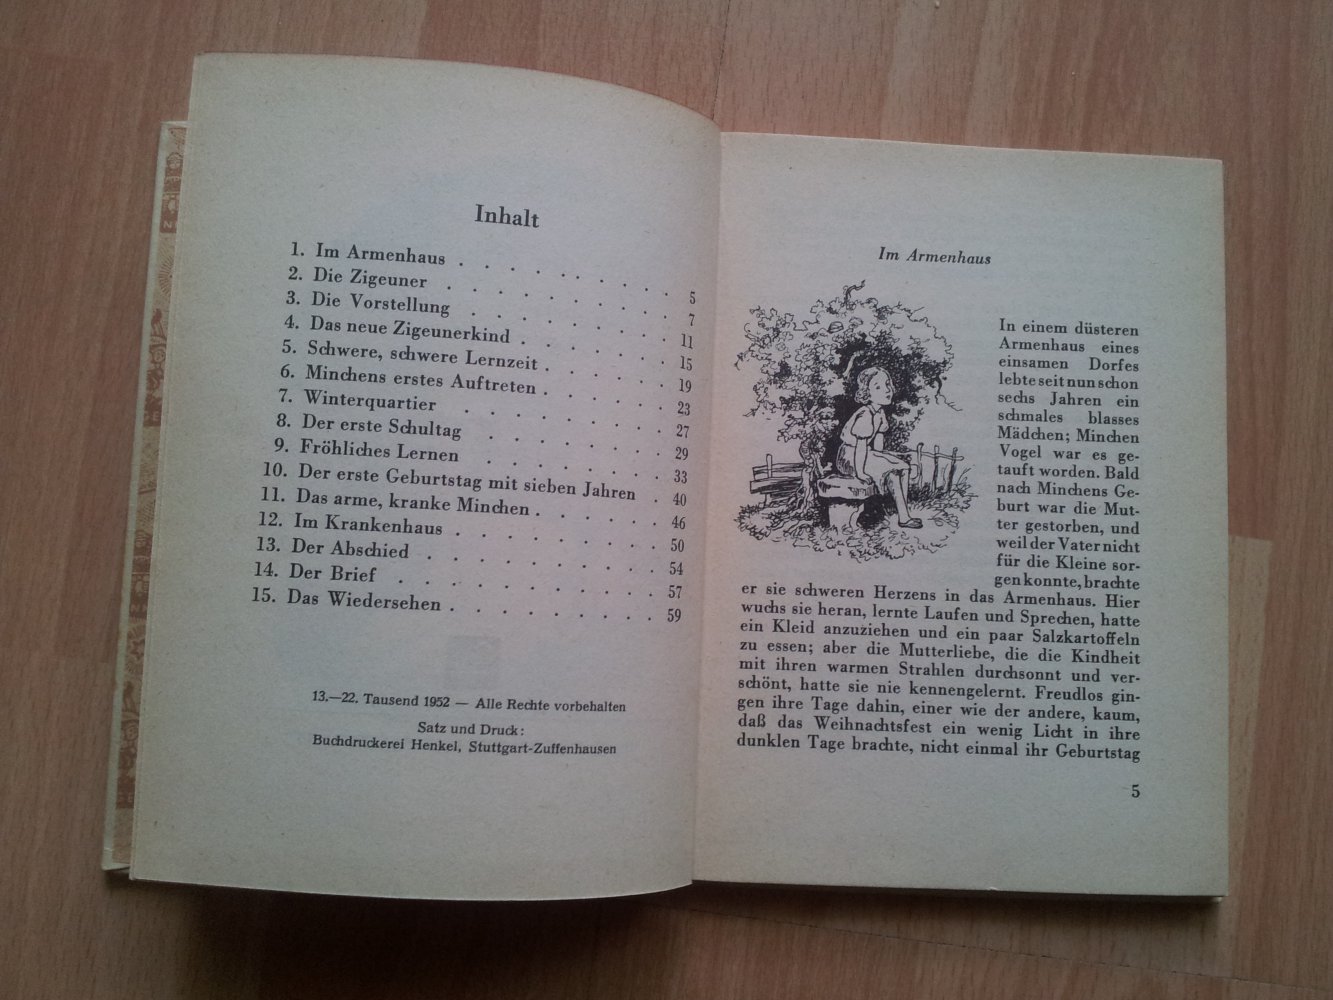 Inhalt
1. Im Armenhaus . . . . . . . . . 5
2. Die Zigeuner . . . . . . . . . 7
3. Die Vorstellung . . . . . . . . 11
4. Das neue Zigeunerkind . . . . . . 15
5. Schwere, schwere Lernzeit . . . . . 19
6. Minchens erstes Auftreten . . . . . 23
7. Winterquartier . . . . . . . . 27
8. Der erste Schultag . . . . . . . 29
9. Fröhliches Lernen . . . . . . . 33
10. Der erste Geburtstag mit sieben Jahren . 40
11. Das arme, kranke Minchen . . . . . 46
12. Im Krankenhaus . . . . . . . . 50
13. Der Abschied . . . . . . . . . 54
14. Der Brief . . . . . . . . . . 57
15. Das Wiedersehen . . . . . . . . 59
13.—22. Tausend 1952 — Alle Rechte vorbehalten
Satz und Druck:
Buchdruckerei Henkel, Stuttgart-Zuffenhausen
Im Armenhaus
In einem düsteren
Armenhaus eines
einsamen Dorfes
lebte seit nun schon
sechs Jahren ein
schmales blasses
Mädchen; Minchen
Vogel war es ge-
tauft worden. Bald
nach Minchens Ge-
burt war die Mut-
ter gestorben, und
weil der Vater nicht
für die Kleine sor-
gen konnte, brachte
er sie schweren Herzens in das Armenhaus. Hier
wuchs sie heran, lernte Laufen und Sprechen, hatte
ein Kleid anzuziehen und ein paar Salzkartoffeln
zu essen; aber die Mutterliebe, die die Kindheit
mit ihren warmen Strahlen durchsonnt und ver-
schönt, hatte sie nie kennengelernt. Freudlos gin-
gen ihre Tage dahin, einer wie der andere, kaum,
daß das Weihnachtsfest ein wenig Licht in ihre
dunklen Tage brachte, nicht einmal ihr Geburtstag
5